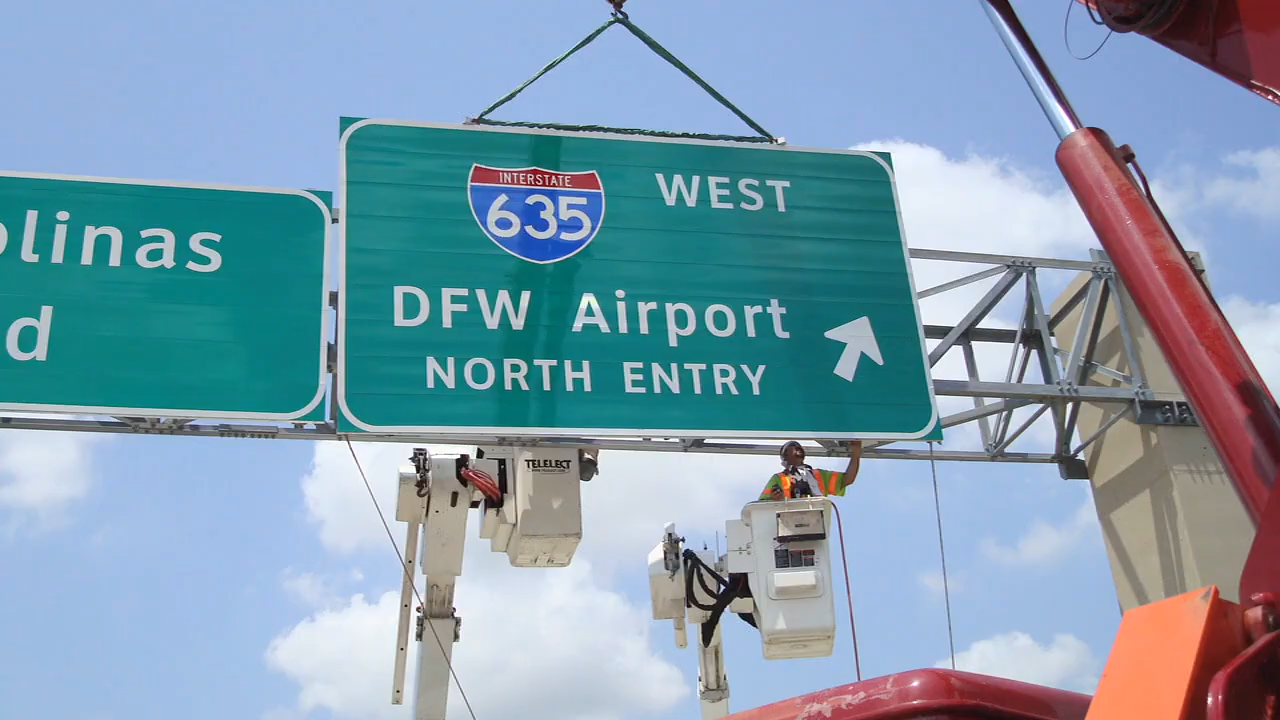 olinas
d
INTERSTATE
635
WEST
DFW Airport
NORTH ENTRY
TELELECT